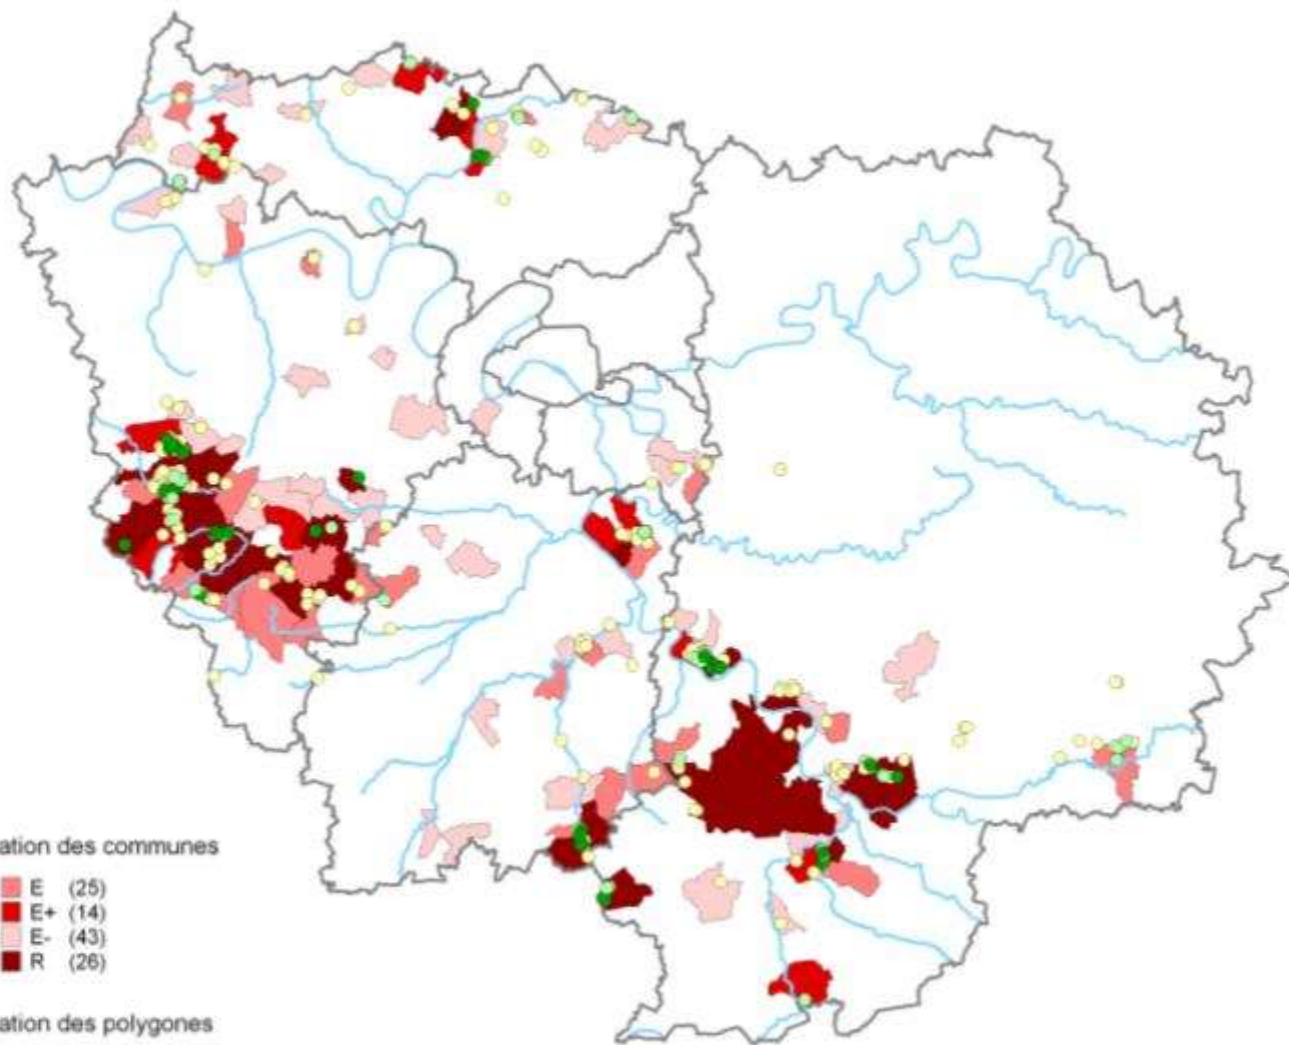 ation des communes
E (25)
E+ (14)
E- (43)
R (26)
ation des polygones